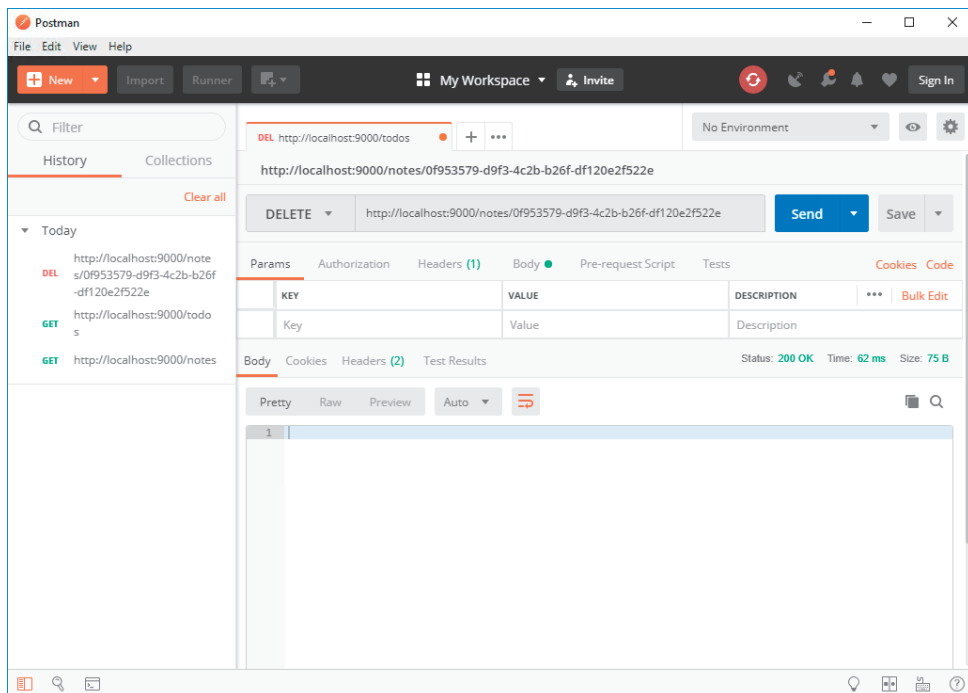 Postman
File Edit View Help
New Import Runner My Workspace Invite Sign In
Filter
History Collections
Clear all
Today
DEL http://localhost:9000/note
s/0f953579-d9f3-4c2b-b26f
-df120e2f522e
GET http://localhost:9000/todo
s
GET http://localhost:9000/notes
DEL http://localhost:9000/todos
No Environment
http://localhost:9000/notes/0f953579-d9f3-4c2b-b26f-df120e2f522e
DELETE http://localhost:9000/notes/0f953579-d9f3-4c2b-b26f-df120e2f522e Send Save
Params Authorization Headers (1) Body Pre-request Script Tests Cookies Code
KEY VALUE DESCRIPTION Bulk Edit
Key Value Description
Body Cookies Headers (2) Test Results Status: 200 OK Time: 62 ms Size: 75 B
Pretty Raw Preview Auto
1